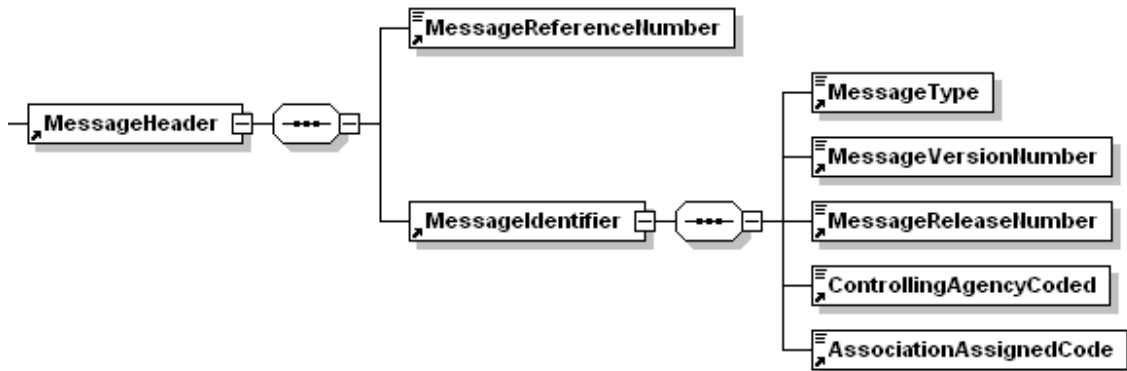 MessageReferenceNumber
MessageType
MessageHeader
MessageVersionNumber
MessageIdentifier
MessageReleaseNumber
ControllingAgencyCoded
AssociationAssignedCode